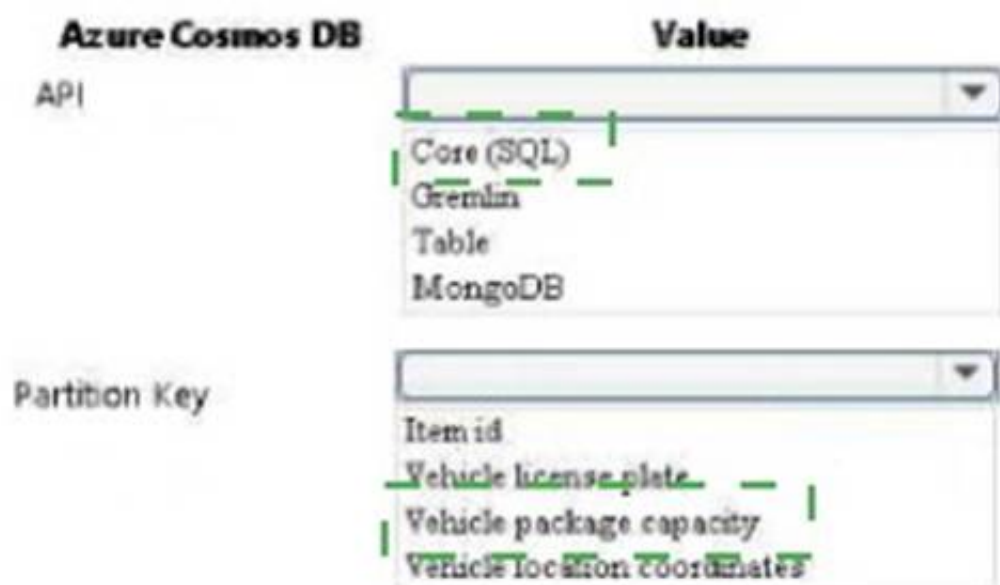 Azure Cosmos DB Value
API
Core (SQL)
Gremlin
Table
MongoDB
Partition Key
Item id
Vehicle license plate
Vehicle package capacity
Vehicle location coordinates